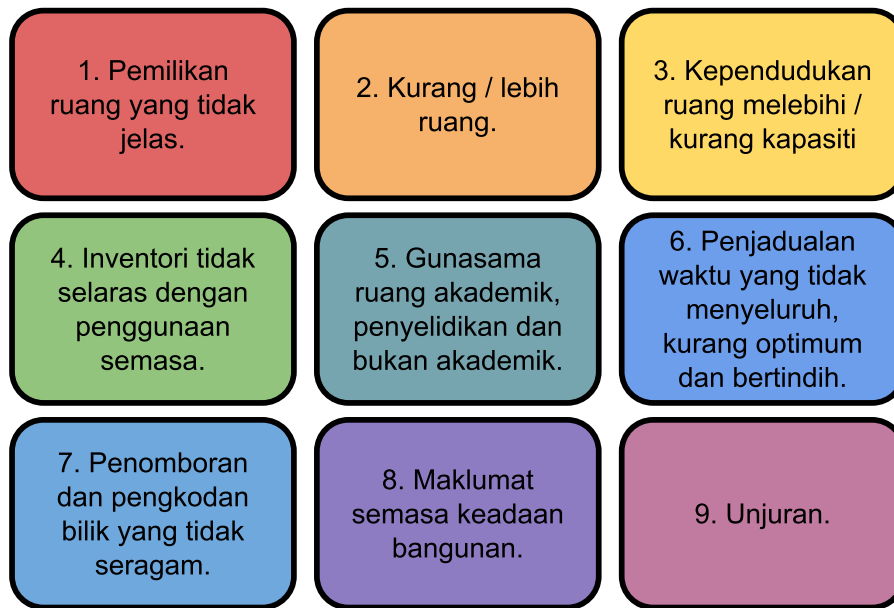 1. Pemilikan
ruang yang tidak
jelas.
2. Kurang / lebih
ruang.
3. Kependudukan
ruang melebihi /
kurang kapasiti
4. Inventori tidak
selaras dengan
penggunaan
semasa.
5. Gunasama
ruang akademik,
penyelidikan dan
bukan akademik.
6. Penjadualan
waktu yang tidak
menyeluruh,
kurang optimum
dan bertindih.
7. Penomboran
dan pengkodan
bilik yang tidak
seragam.
8. Maklumat
semasa keadaan
bangunan.
9. Unjuran.